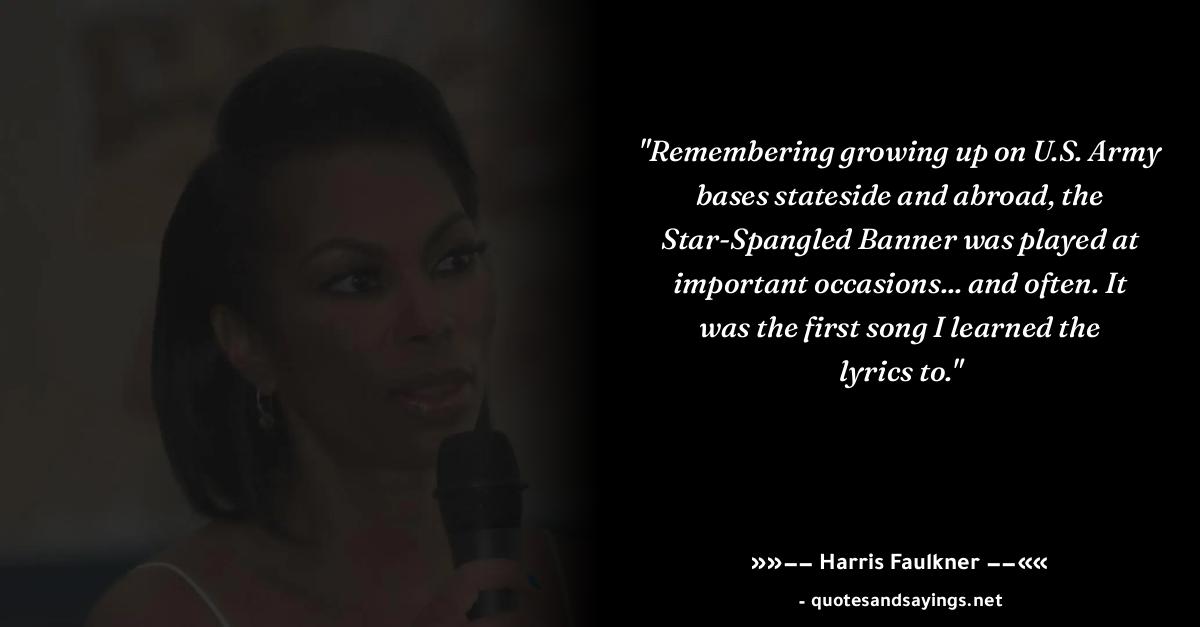 "Remembering growing up on U.S. Army
bases stateside and abroad, the
Star-Spangled Banner was played at
important occasions... and often. It
was the first song I learned the
lyrics to."
»»−− Harris Faulkner −−««
- quotesandsayings.net